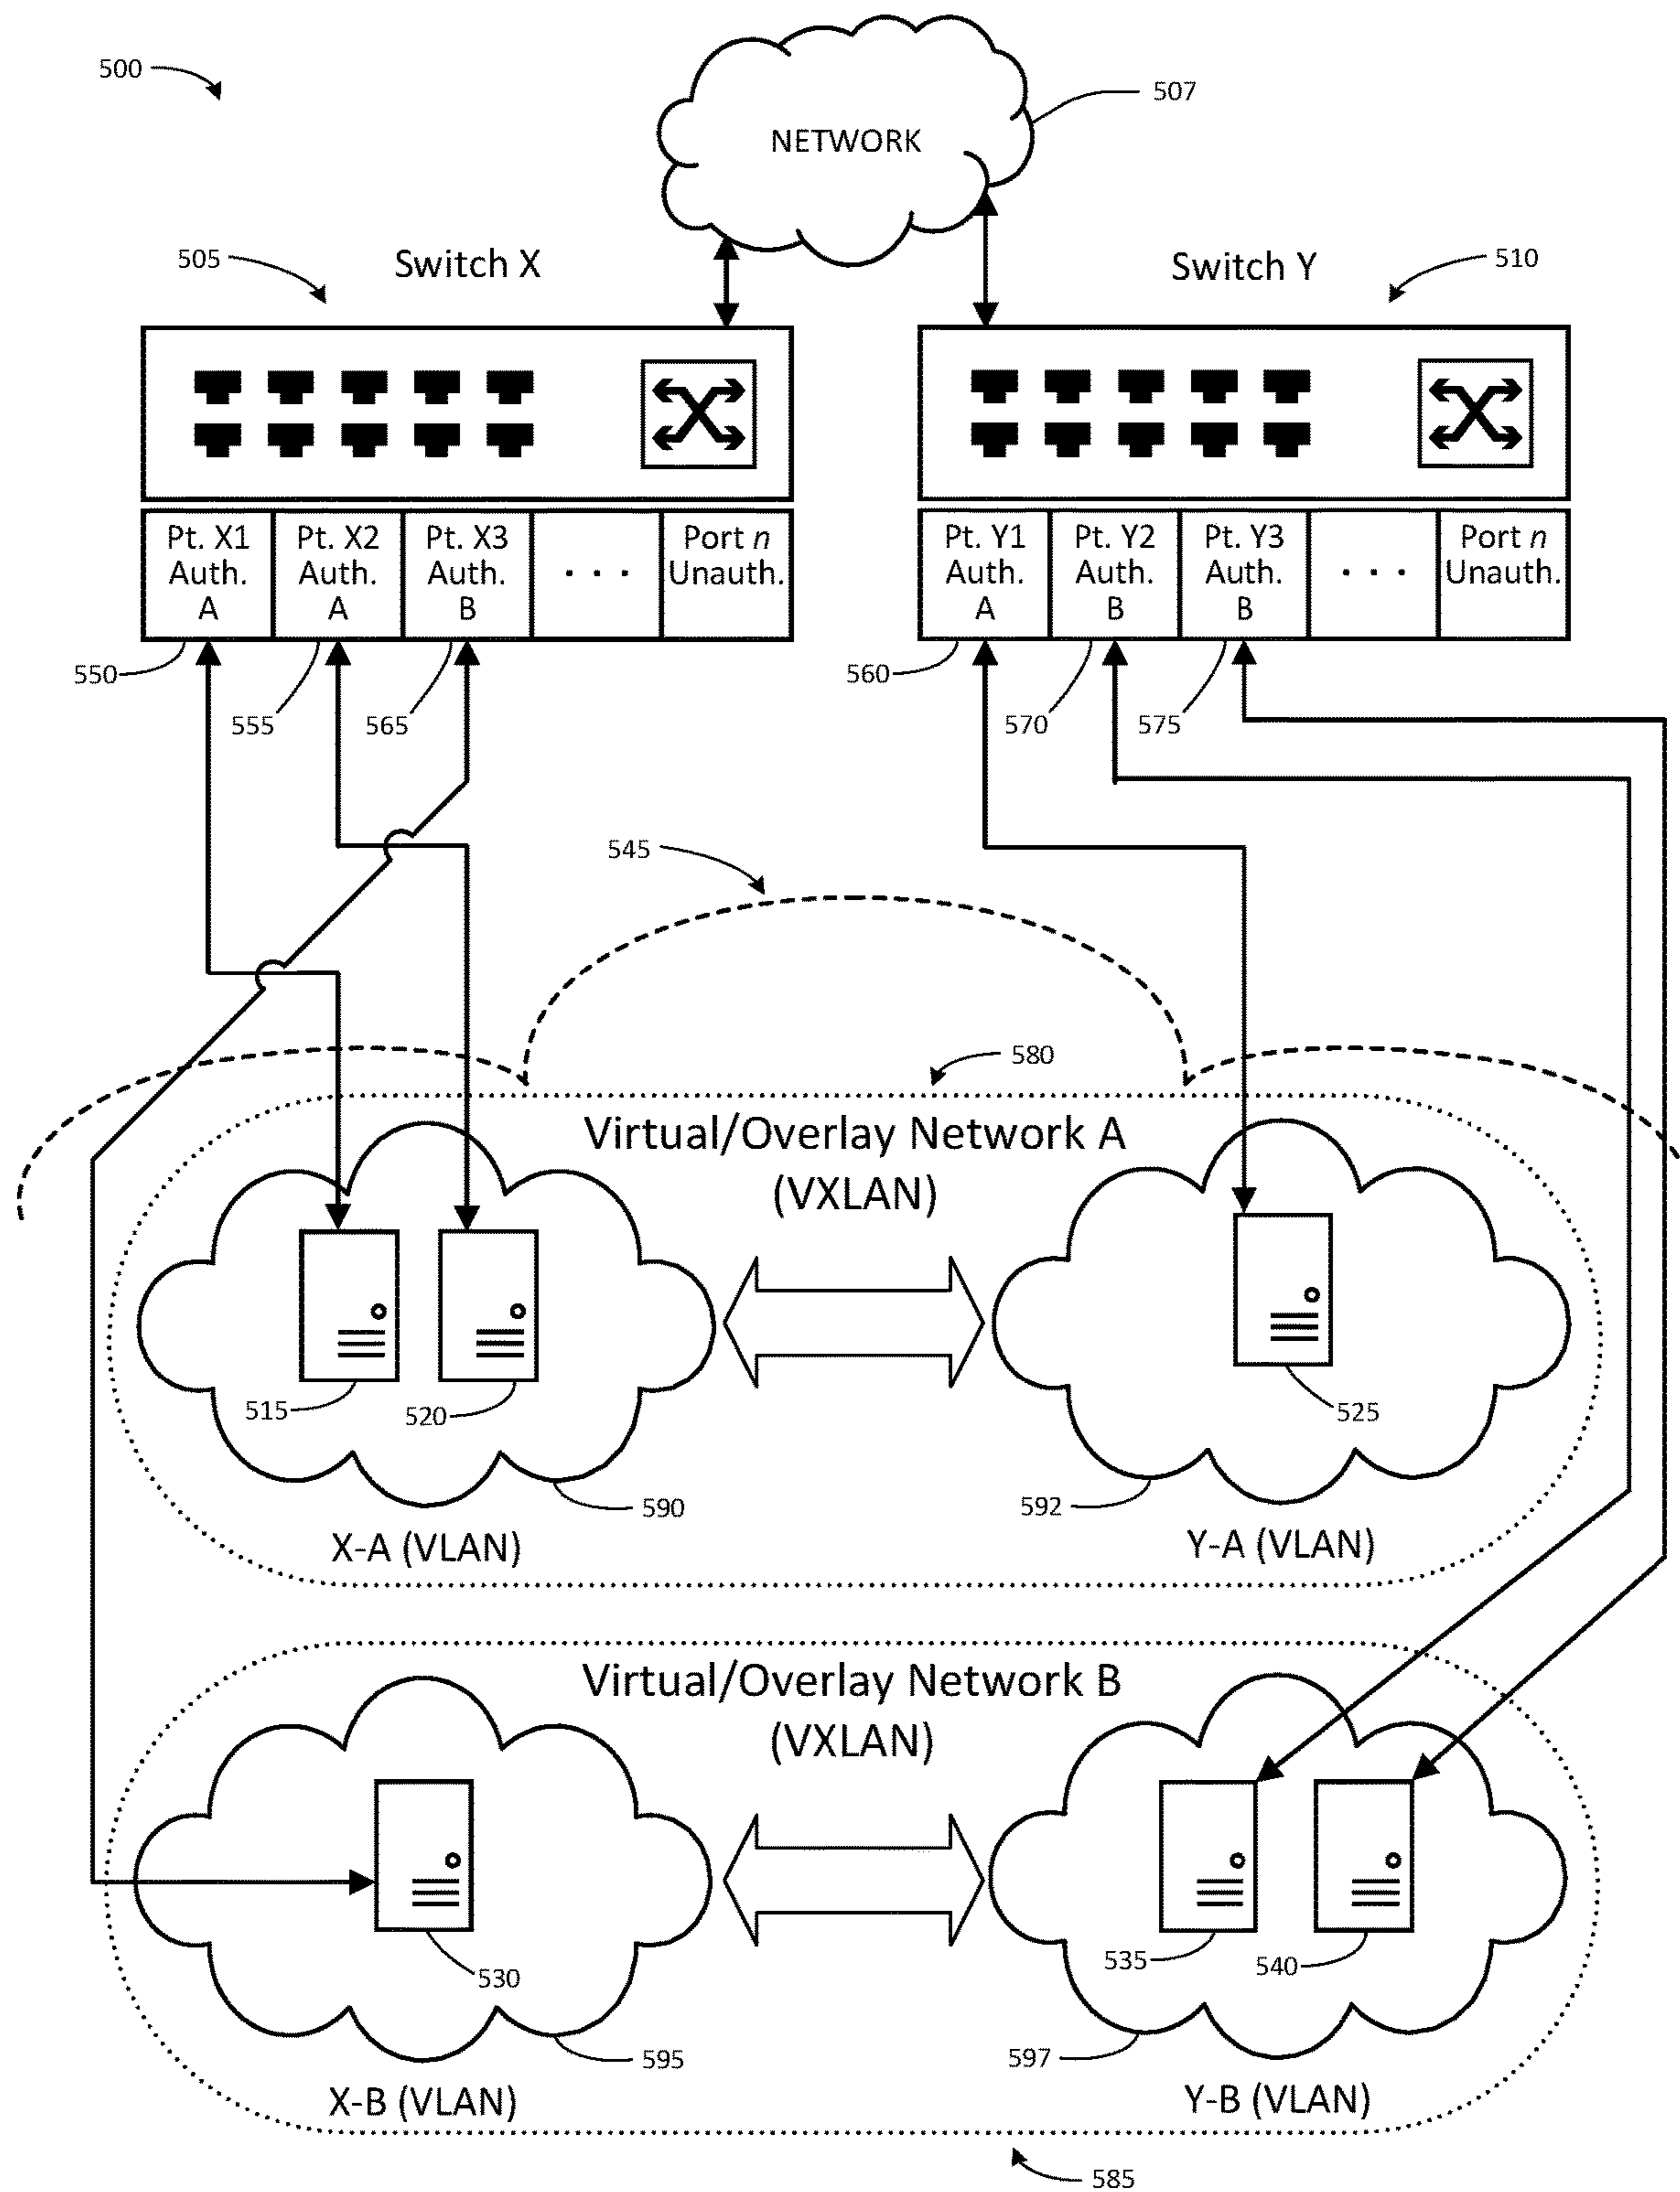 500
507
NETWORK
505
Switch X
Switch Y
510
Pt. X1
Auth.
A
Pt. X2
Auth.
A
Pt. X3
Auth.
B
. . .
Port n
Unauth.
Pt. Y1
Auth.
A
Pt. Y2
Auth.
B
Pt. Y3
Auth.
B
. . .
Port n
Unauth.
550
555
565
560
570
575
545
580
Virtual/Overlay Network A
(VXLAN)
515
520
525
590
592
X-A (VLAN)
Y-A (VLAN)
Virtual/Overlay Network B
(VXLAN)
530
535
540
595
597
X-B (VLAN)
Y-B (VLAN)
585